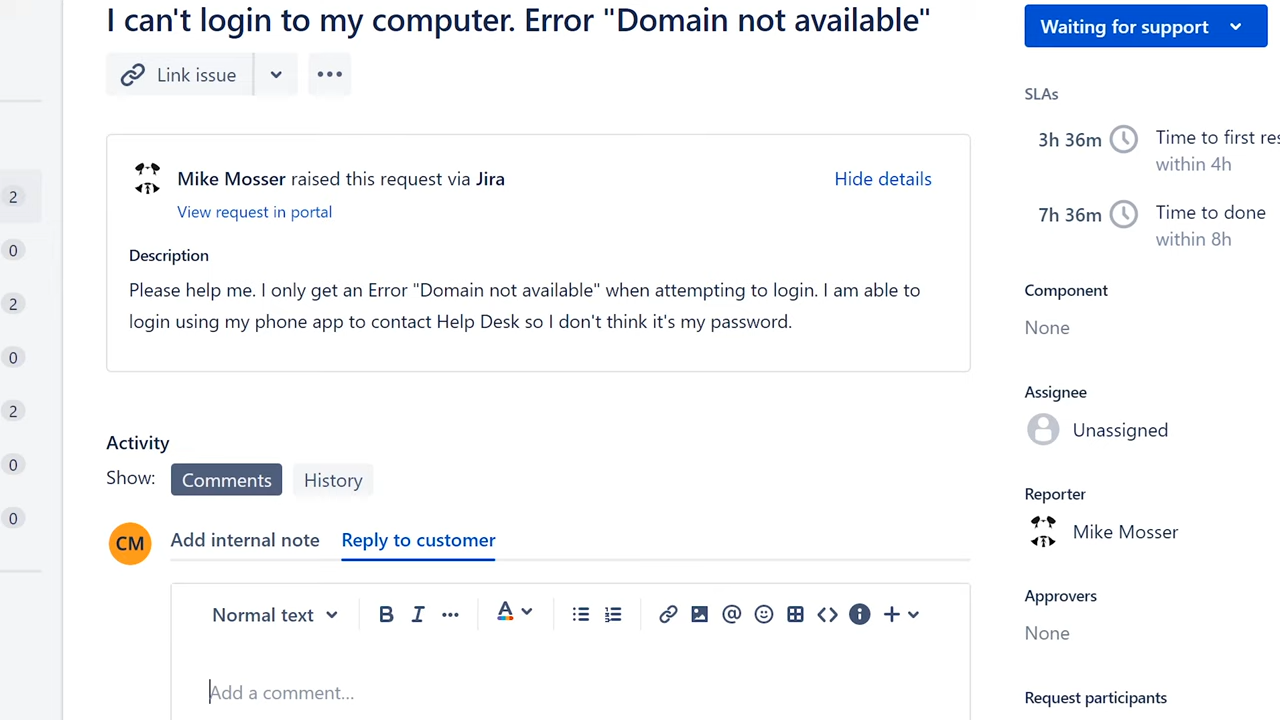 I can't login to my computer. Error "Domain not available"
Link issue
Mike Mosser raised this request via Jira
Hide details
View request in portal
Description
Please help me. I only get an Error "Domain not available" when attempting to login. I am able to
login using my phone app to contact Help Desk so I don't think it's my password.
Activity
Show: Comments History
CM Add internal note Reply to customer
Normal text B I A @
Add a comment...
2
0
2
0
2
0
0
Waiting for support
SLAs
3h 36m Time to first res
within 4h
7h 36m Time to done
within 8h
Component
None
Assignee
Unassigned
Reporter
Mike Mosser
Approvers
None
Request participants